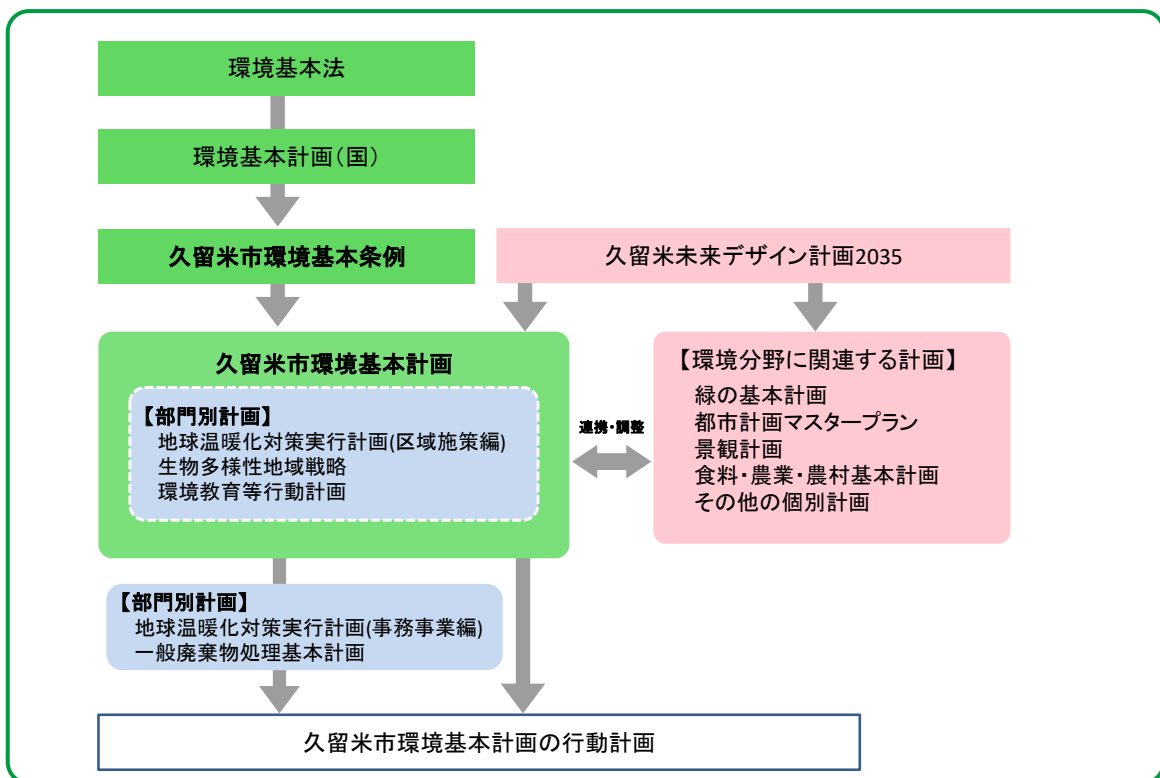 環境基本法
環境基本計画(国)
久留米市環境基本条例
久留米未来デザイン計画2035
久留米市環境基本計画
【部門別計画】
地球温暖化対策実行計画(区域施策編)
生物多様性地域戦略
環境教育等行動計画
連携・調整
【環境分野に関連する計画】
緑の基本計画
都市計画マスタープラン
景観計画
食料・農業・農村基本計画
その他の個別計画
【部門別計画】
地球温暖化対策実行計画(事務事業編)
一般廃棄物処理基本計画
久留米市環境基本計画の行動計画